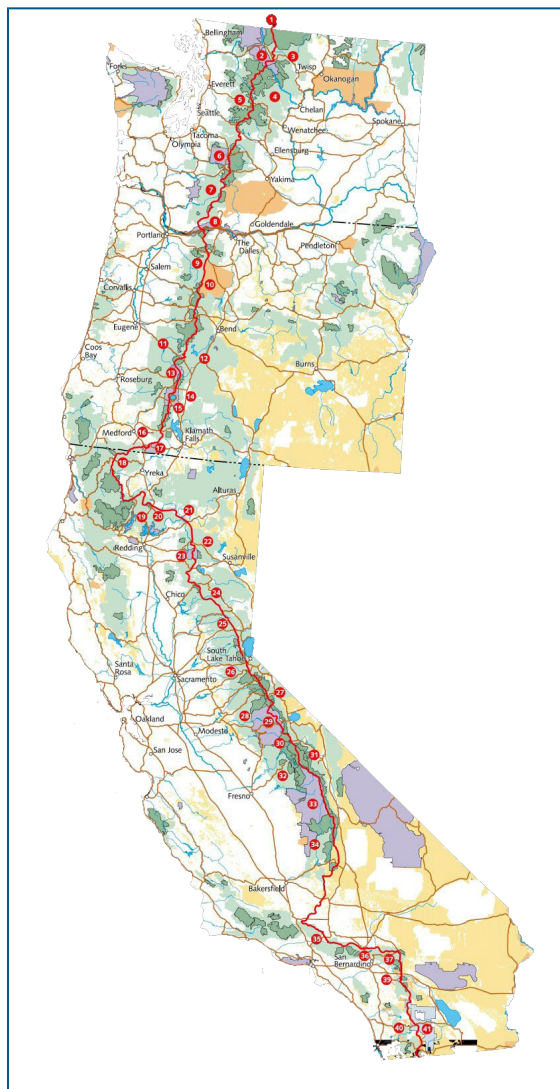 1
Bellingham
2
3
Twisp
Forks
Okanogan
Everett
4
5
Chelan
Seattle
Spokane
Wenatchee
Tacoma
Olympia
Ellensburg
6
Yakima
7
8
Goldendale
Portland
The
Dalles
Pendleton
9
Salem
10
Corvallis
Eugene
Bend
11
Coos
Bay
12
Burns
13
Roseburg
14
15
16
Medford
Klamath
Falls
17
18
Yreka
Alturas
19
20
21
22
Redding
23
Susanville
24
Chico
25
South
Lake Tahoe
26
Santa
Rosa
Sacramento
27
28
29
Oakland
Modesto
30
31
San Jose
32
Fresno
33
34
Bakersfield
35
36
37
San
Bernardino
39
40
41